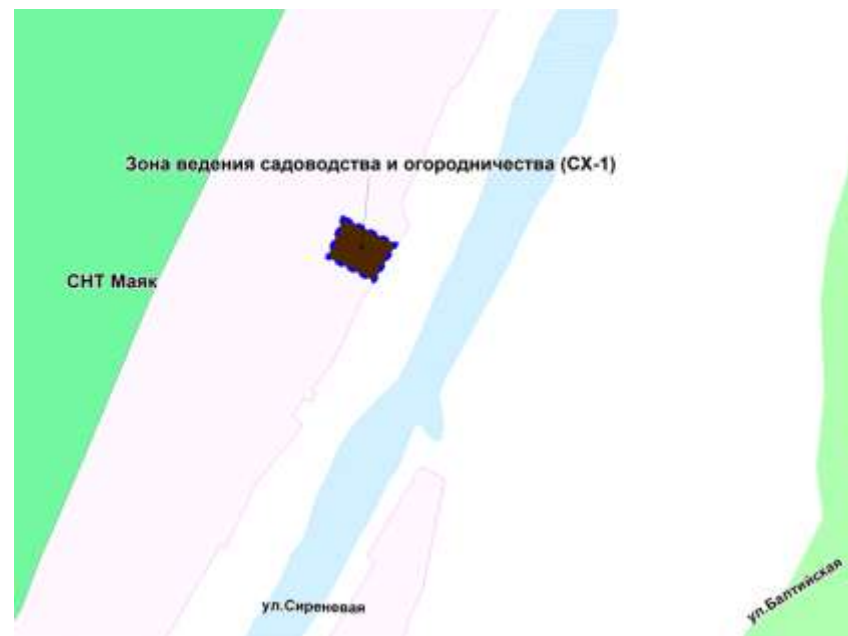 Зона ведения садоводства и огородничества (СХ-1)
СНТ Маяк
ул.Сиреневая
ул.Балтийская